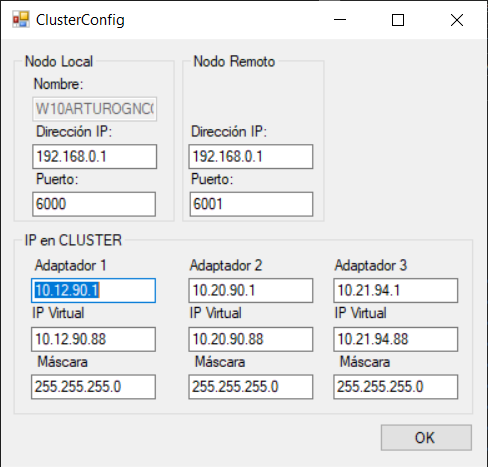 ClusterConfig
Nodo Local
Nodo Remoto
Nombre:
W10ARTUROGNC
Dirección IP:
Dirección IP:
192.168.0.1
192.168.0.1
Puerto:
Puerto:
6000
6001
IP en CLUSTER
Adaptador 1
Adaptador 2
Adaptador 3
10.12.90.1
10.20.90.1
10.21.94.1
IP Virtual
IP Virtual
IP Virtual
10.12.90.88
10.20.90.88
10.21.94.88
Máscara
Máscara
Máscara
255.255.255.0
255.255.255.0
255.255.255.0
OK